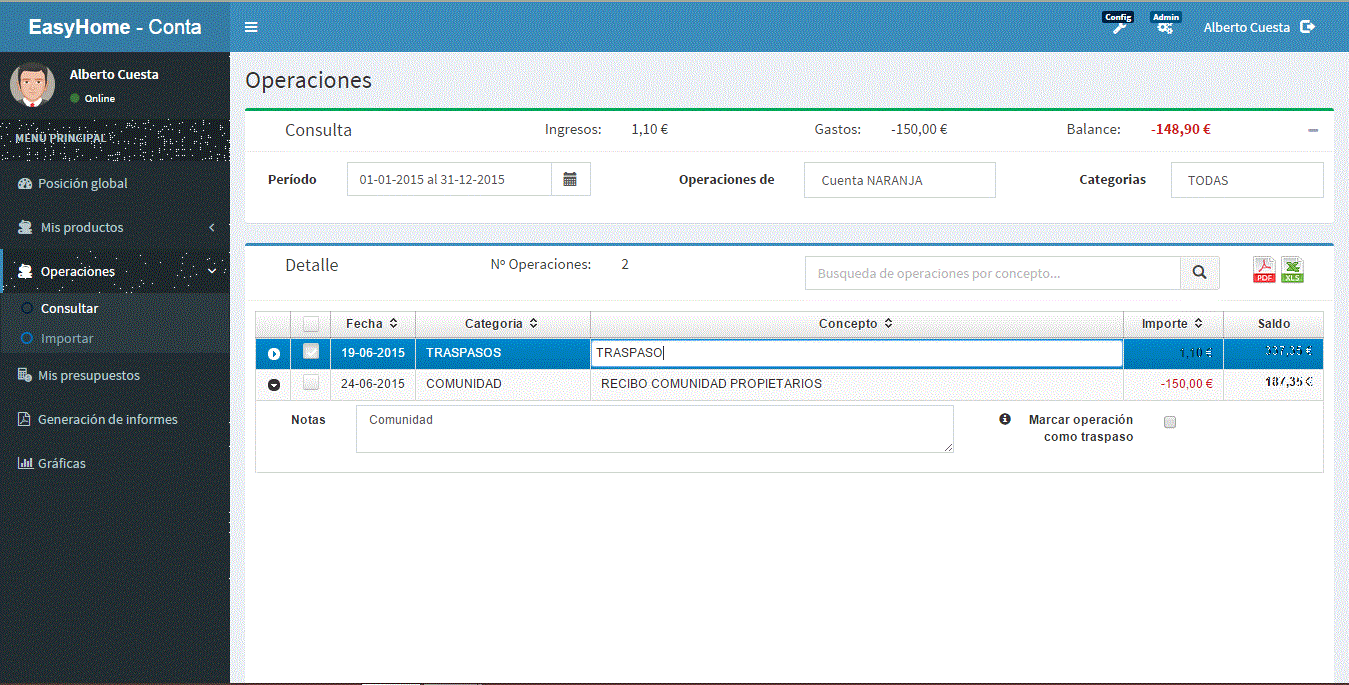 EasyHome - Conta
Config
Admin
Alberto Cuesta
Alberto Cuesta
Online
MENÚ PRINCIPAL
Posición global
Mis productos
Operaciones
Consultar
Importar
Mis presupuestos
Generación de informes
Gráficas
Operaciones
Consulta Ingresos: 1,10 € Gastos: -150,00 € Balance: -148,90 €
Período 01-01-2015 al 31-12-2015 Operaciones de Cuenta NARANJA Categorias TODAS
Detalle Nº Operaciones: 2 Busqueda de operaciones por concepto... PDF XLS
Fecha Categoria Concepto Importe Saldo
19-06-2015 TRASPASOS TRASPASO 1,10 € 337,35 €
24-06-2015 COMUNIDAD RECIBO COMUNIDAD PROPIETARIOS -150,00 € 187,35 €
Notas Comunidad Marcar operación
como traspaso